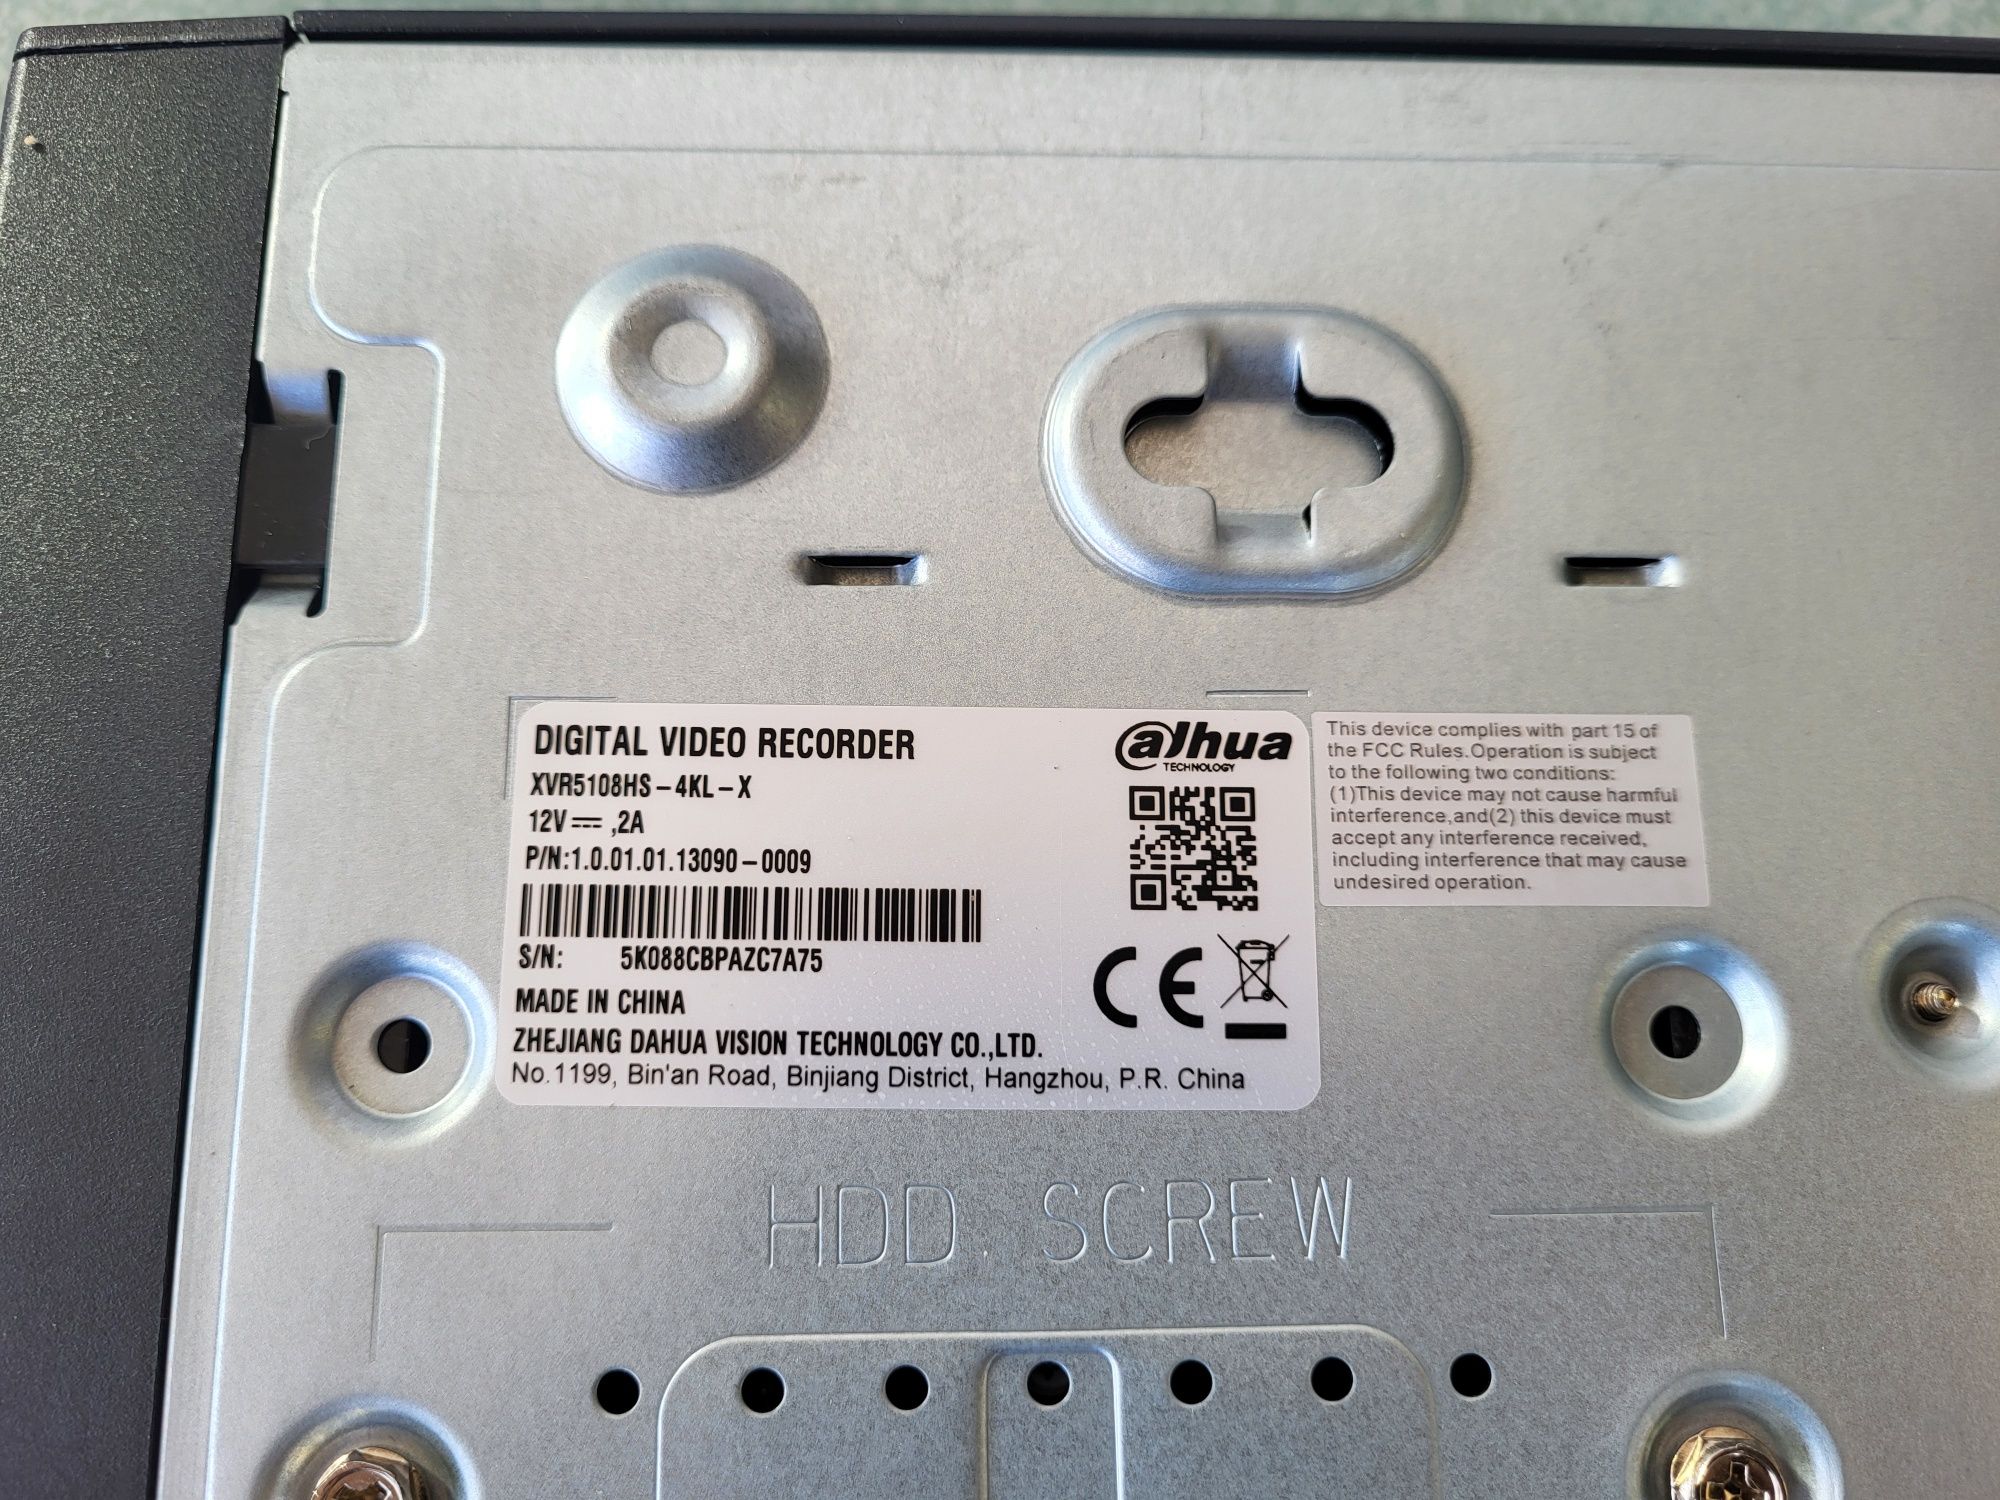 DIGITAL VIDEO RECORDER
alhua
TECHNOLOGY
XVR5108HS-4KL-X
12V⎓,2A
P/N:1.0.01.01.13090-0009
S/N: 5K088CBPAZC7A75
MADE IN CHINA
CE
ZHEJIANG DAHUA VISION TECHNOLOGY CO.,LTD.
No.1199, Bin'an Road, Binjiang District, Hangzhou, P.R. China
This device complies with part 15 of
the FCC Rules.Operation is subject
to the following two conditions:
(1)This device may not cause harmful
interference,and(2) this device must
accept any interference received,
including interference that may cause
undesired operation.
HDD SCREW